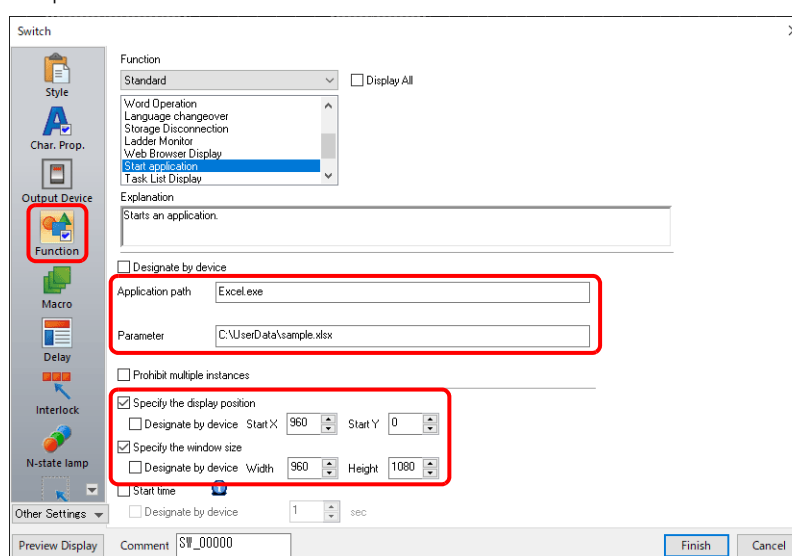 Switch
Style
Char. Prop.
Output Device
Function
Macro
Delay
Interlock
N-state lamp
Other Settings
Function
Standard
Display All
Word Operation
Language changeover
Storage Disconnection
Ladder Monitor
Web Browser Display
Start application
Task List Display
Explanation
Starts an application.
Designate by device
Application path Excel.exe
Parameter C:\UserData\sample.xlsx
Prohibit multiple instances
Specify the display position
Designate by device Start X 960 Start Y 0
Specify the window size
Designate by device Width 960 Height 1080
Start time
Designate by device 1 sec
Preview Display Comment SW_00000 Finish Cancel